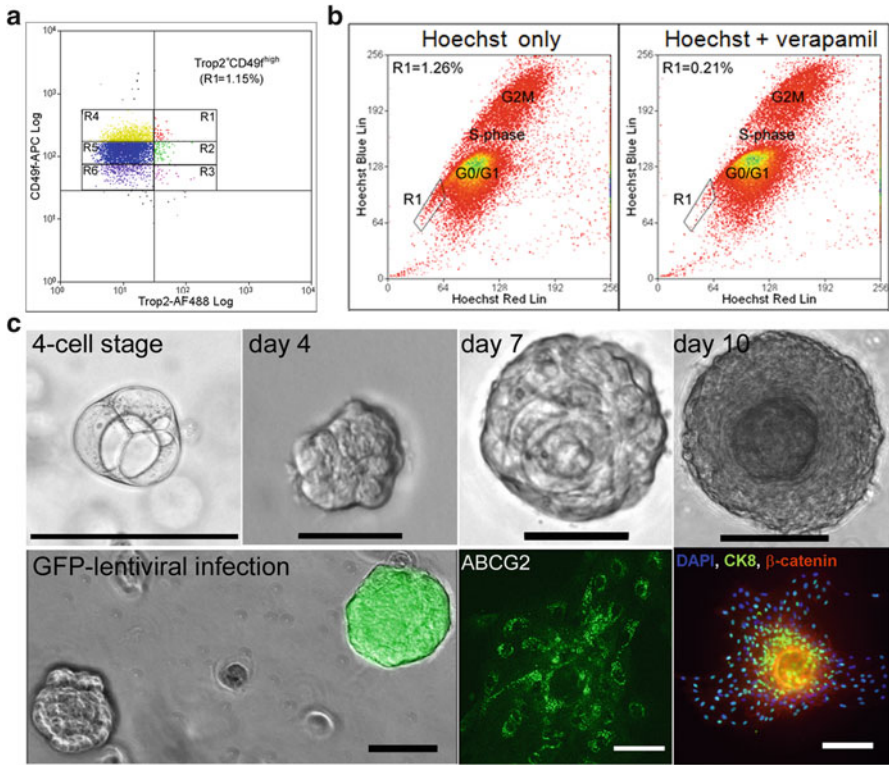 a
Trop2⁺CD49fʰⁱᵍʰ
(R1=1.15%)
CD49f-APC Log
10⁴
10³
10²
10¹
10⁰
R4 R1
R5 R2
R6 R3
10⁰ 10¹ 10² 10³ 10⁴
Trop2-AF488 Log
b
Hoechst only
R1=1.26%
Hoechst Blue Lin
256
192
128
64
0
G2M
S-phase
G0/G1
R1
0 64 128 192 256
Hoechst Red Lin
Hoechst + verapamil
R1=0.21%
Hoechst Blue Lin
256
192
128
64
0
G2M
S-phase
G0/G1
R1
0 64 128 192 256
Hoechst Red Lin
c
4-cell stage
day 4
day 7
day 10
GFP-lentiviral infection
ABCG2
DAPI, CK8, β-catenin